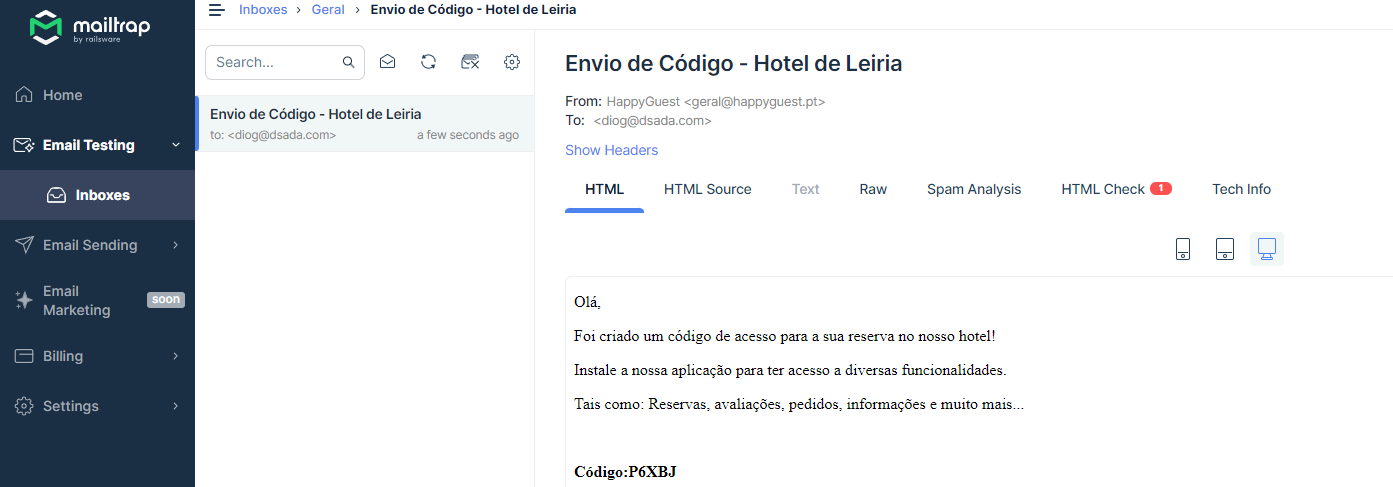 mailtrap
by railsware
Home
Email Testing
Inboxes
Email Sending
Email
Marketing
soon
Billing
Settings
Inboxes > Geral > Envio de Código - Hotel de Leiria
Search...
Envio de Código - Hotel de Leiria
to: <diog@dsada.com> a few seconds ago
Envio de Código - Hotel de Leiria
From: HappyGuest <geral@happyguest.pt>
To: <diog@dsada.com>
Show Headers
HTML HTML Source Text Raw Spam Analysis HTML Check 1 Tech Info
Olá,
Foi criado um código de acesso para a sua reserva no nosso hotel!
Instale a nossa aplicação para ter acesso a diversas funcionalidades.
Tais como: Reservas, avaliações, pedidos, informações e muito mais...
Código:P6XBJ